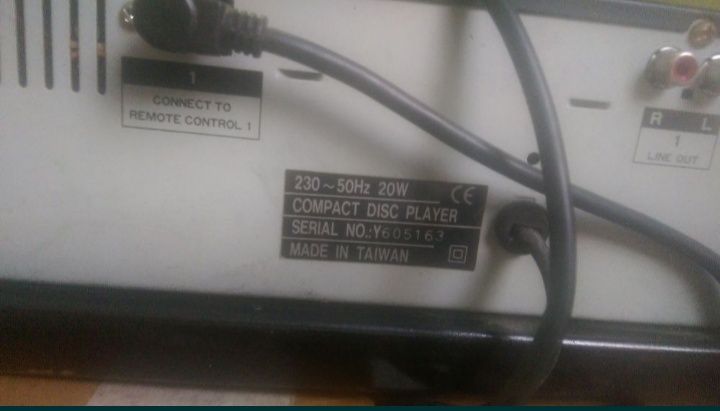 1
CONNECT TO
REMOTE CONTROL 1
R L
1
LINE OUT
230~50Hz 20W CE
COMPACT DISC PLAYER
SERIAL NO.:Y605163
MADE IN TAIWAN